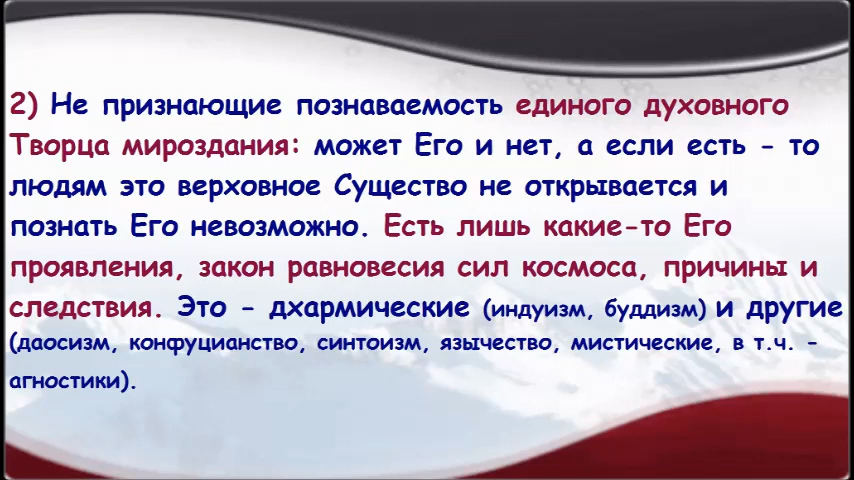 2) Не признающие познаваемость единого духовного
Творца мироздания: может Его и нет, а если есть - то
людям это верховное Существо не открывается и
познать Его невозможно. Есть лишь какие-то Его
проявления, закон равновесия сил космоса, причины и
следствия. Это - дхармические (индуизм, буддизм) и другие
(даосизм, конфуцианство, синтоизм, язычество, мистические, в т.ч. -
агностики).